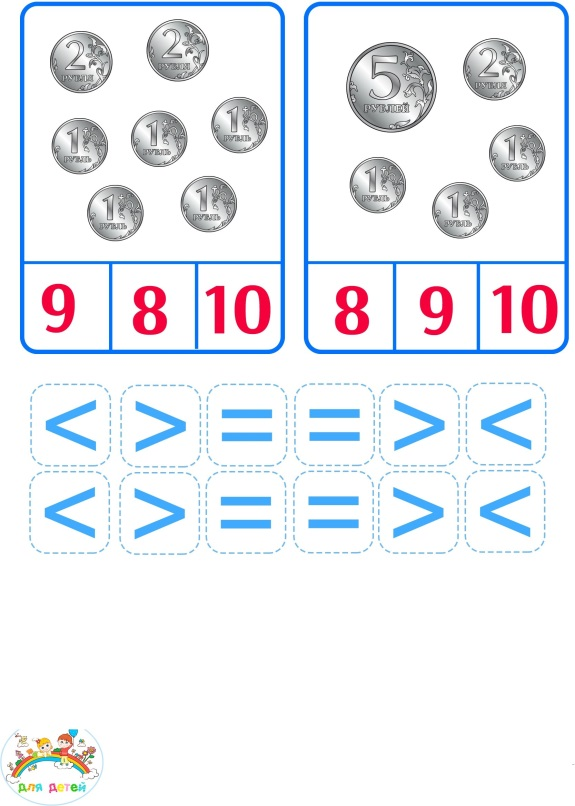 2 РУБЛЯ
2 РУБЛЯ
1 РУБЛЬ
1 РУБЛЬ
1 РУБЛЬ
1 РУБЛЬ
1 РУБЛЬ
9 8 10
5 РУБЛЕЙ
2 РУБЛЯ
1 РУБЛЬ
1 РУБЛЬ
1 РУБЛЬ
8 9 10
< > = = > <
< > = = > <
для детей